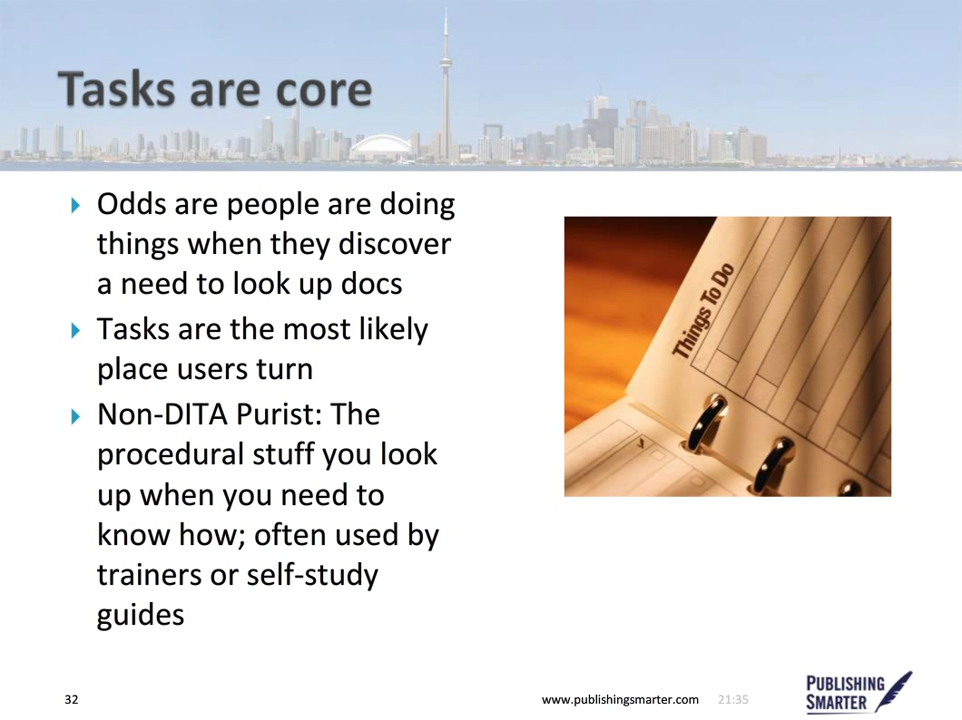 Tasks are core
Odds are people are doing
things when they discover
a need to look up docs
Tasks are the most likely
place users turn
Non-DITA Purist: The
procedural stuff you look
up when you need to
know how; often used by
trainers or self-study
guides
Things To Do
32
www.publishingsmarter.com
21:35
PUBLISHING
SMARTER